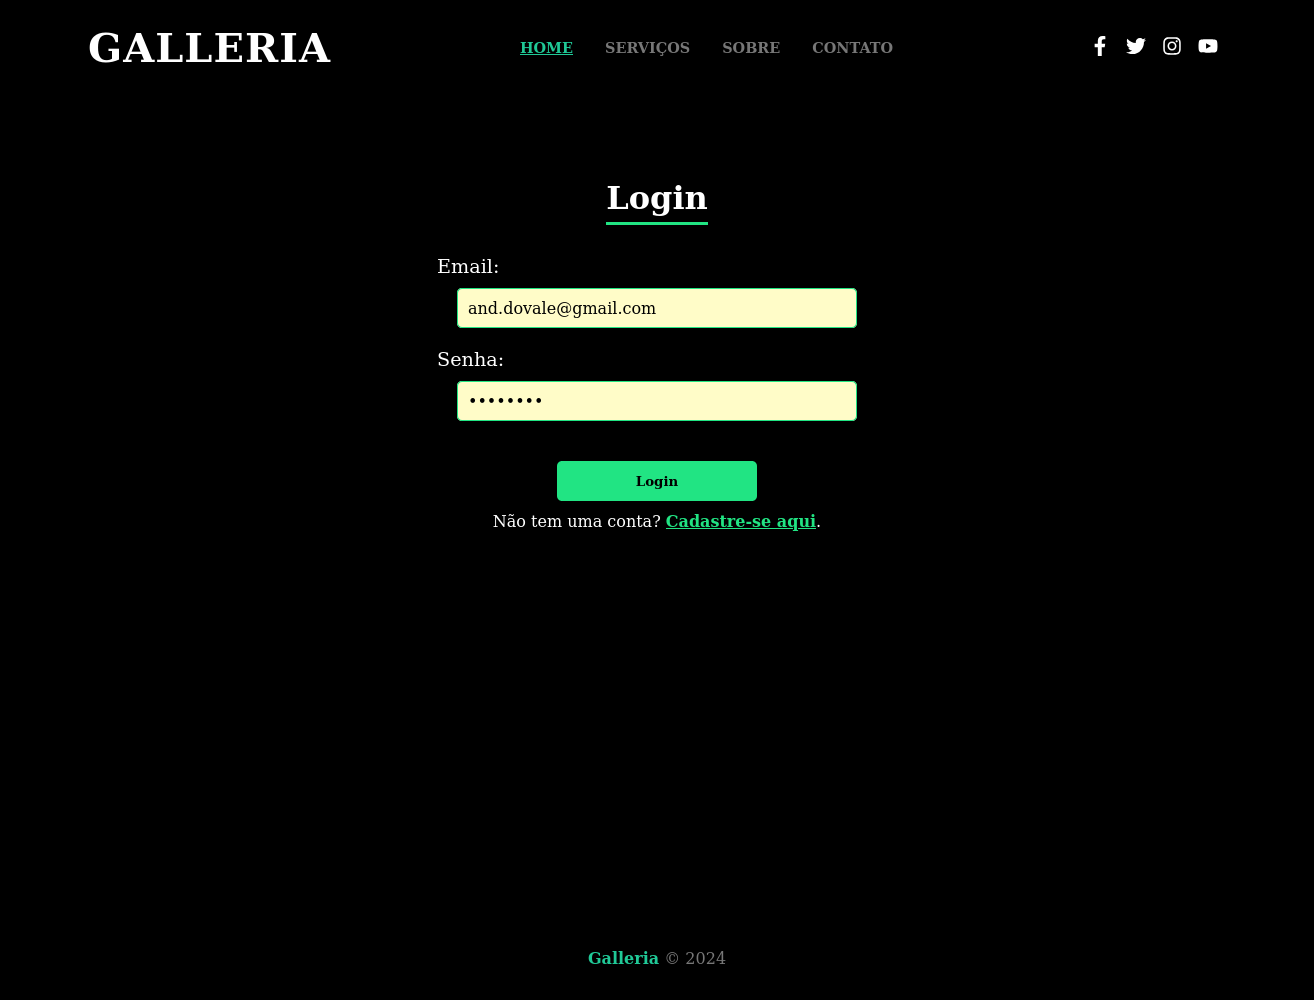 GALLERIA
HOME SERVIÇOS SOBRE CONTATO
Login
Email:
and.dovale@gmail.com
Senha:
••••••••
Login
Não tem uma conta? Cadastre-se aqui.
Galleria © 2024